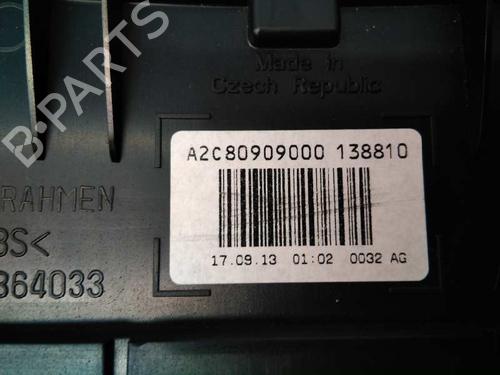 Made in
Czech Republic
A2C80909000 138810
RAHMEN
BS<
364033
17.09.13 01:02 0032 AG
B-PARTS